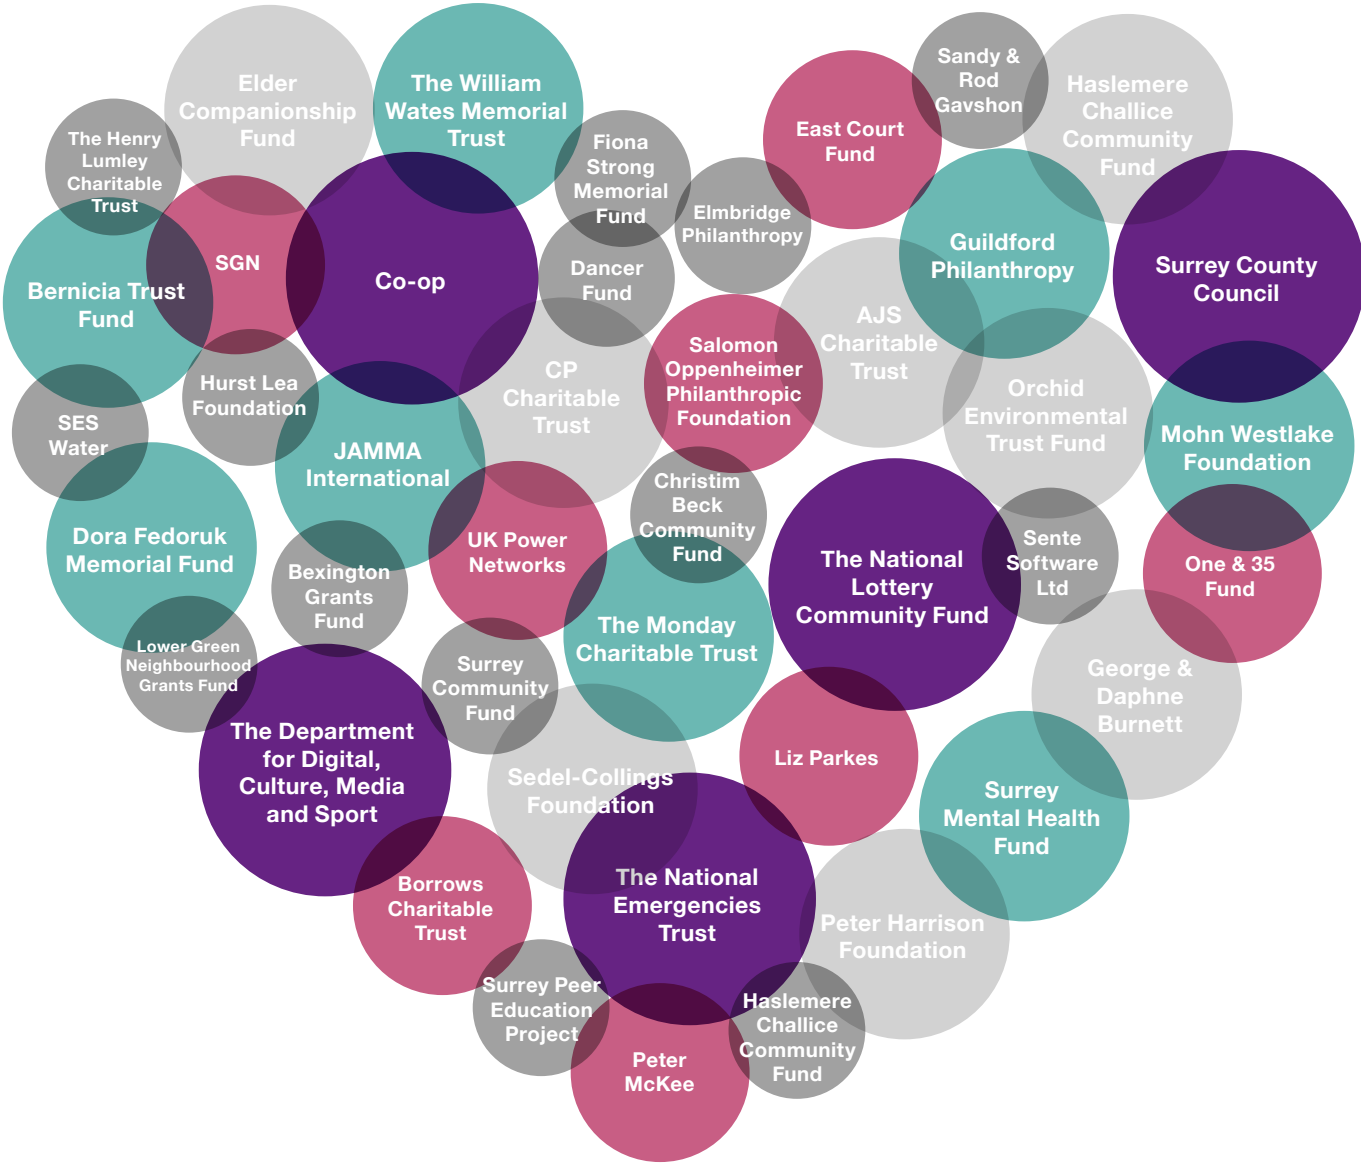 Elder
Companionship
Fund
The William
Wates Memorial
Trust
Sandy &
Rod
Gavshon
Haslemere
Challice
Community
Fund
The Henry
Lumley
Charitable
Trust
Fiona
Strong
Memorial
Fund
East Court
Fund
Elmbridge
Philanthropy
SGN
Co-op
Dancer
Fund
Guildford
Philanthropy
Surrey County
Council
Bernicia Trust
Fund
AJS
Charitable
Trust
Salomon
Oppenheimer
Philanthropic
Foundation
Hurst Lea
Foundation
CP
Charitable
Trust
Orchid
Environmental
Trust Fund
SES
Water
JAMMA
International
Mohn Westlake
Foundation
Christim
Beck
Community
Fund
Dora Fedoruk
Memorial Fund
UK Power
Networks
The National
Lottery
Community Fund
Sente
Software
Ltd
One & 35
Fund
Bexington
Grants
Fund
The Monday
Charitable Trust
Lower Green
Neighbourhood
Grants Fund
Surrey
Community
Fund
George &
Daphne
Burnett
The Department
for Digital,
Culture, Media
and Sport
Liz Parkes
Sedel-Collings
Foundation
Surrey
Mental Health
Fund
Borrows
Charitable
Trust
The National
Emergencies
Trust
Peter Harrison
Foundation
Surrey Peer
Education
Project
Haslemere
Challice
Community
Fund
Peter
McKee